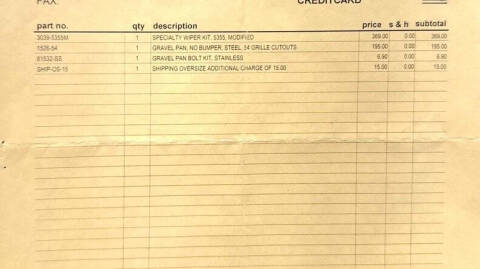 FAX: CREDITCARD
part no. qty description price s & h subtotal
3039-5355M 1 SPECIALTY WIPER KIT, 5355, MODIFIED 369.00 0.00 369.00
1526-54 1 GRAVEL PAN, NO BUMPER, STEEL, 54 GRILLE CUTOUTS 195.00 0.00 195.00
81532-SS 1 GRAVEL PAN BOLT KIT, STAINLESS 6.90 0.00 6.90
SHIP-OS-15 1 SHIPPING OVERSIZE ADDITIONAL CHARGE OF 15.00 15.00 0.00 15.00